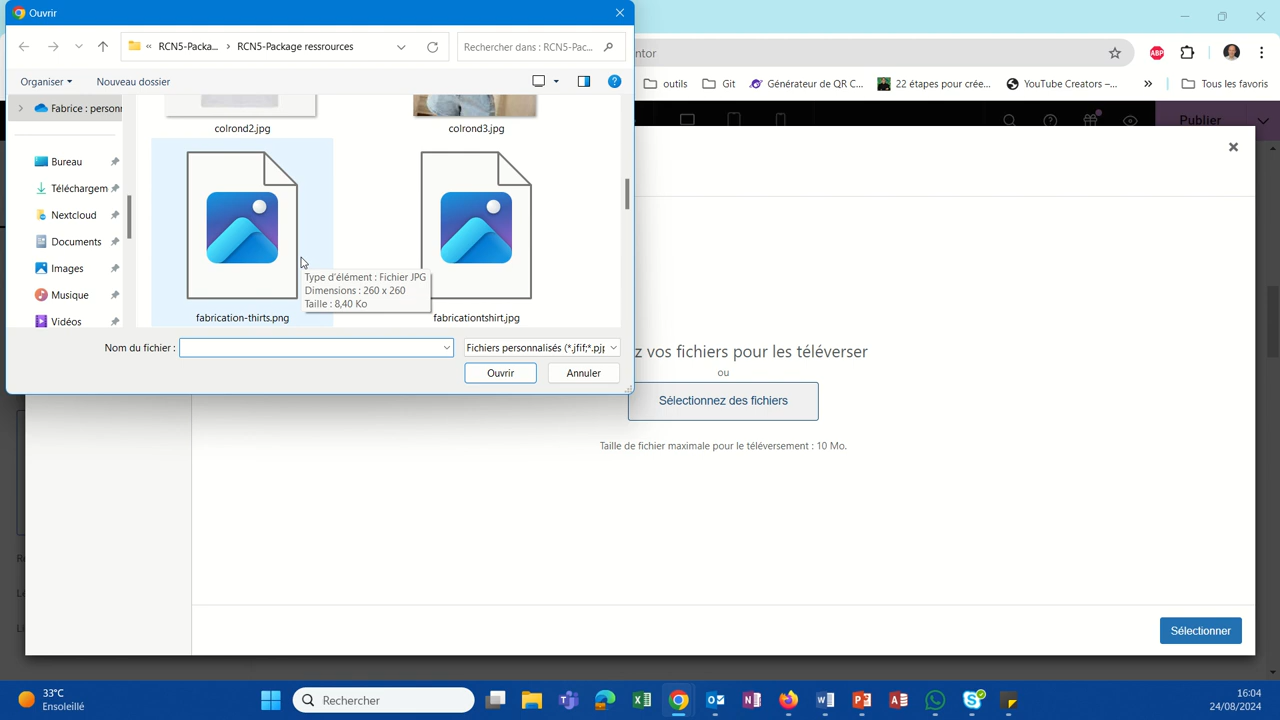 Ouvrir
« RCN5-Packa... > RCN5-Package ressrources
Rechercher dans : RCN5-Pac...
Organiser
Nouveau dossier
Fabrice : person
Bureau
Téléchargem
Nextcloud
Documents
Images
Musique
Vidéos
colrond2.jpg
colrond3.jpg
fabrication-thirts.png
fabricationtshirt.jpg
Type d'élément : Fichier JPG
Dimensions : 260 x 260
Taille : 8,40 Ko
Nom du fichier :
Fichiers personnalisés (*.jfif;*.pjp
Ouvrir
Annuler
ntor
ABP
outils
Git
Générateur de QR C...
22 étapes pour crée...
YouTube Creators –...
»
Tous les favoris
Publier
z vos fichiers pour les téléverser
ou
Sélectionnez des fichiers
Taille de fichier maximale pour le téléversement : 10 Mo.
Sélectionner
33°C
Ensoleillé
Rechercher
16:04
24/08/2024